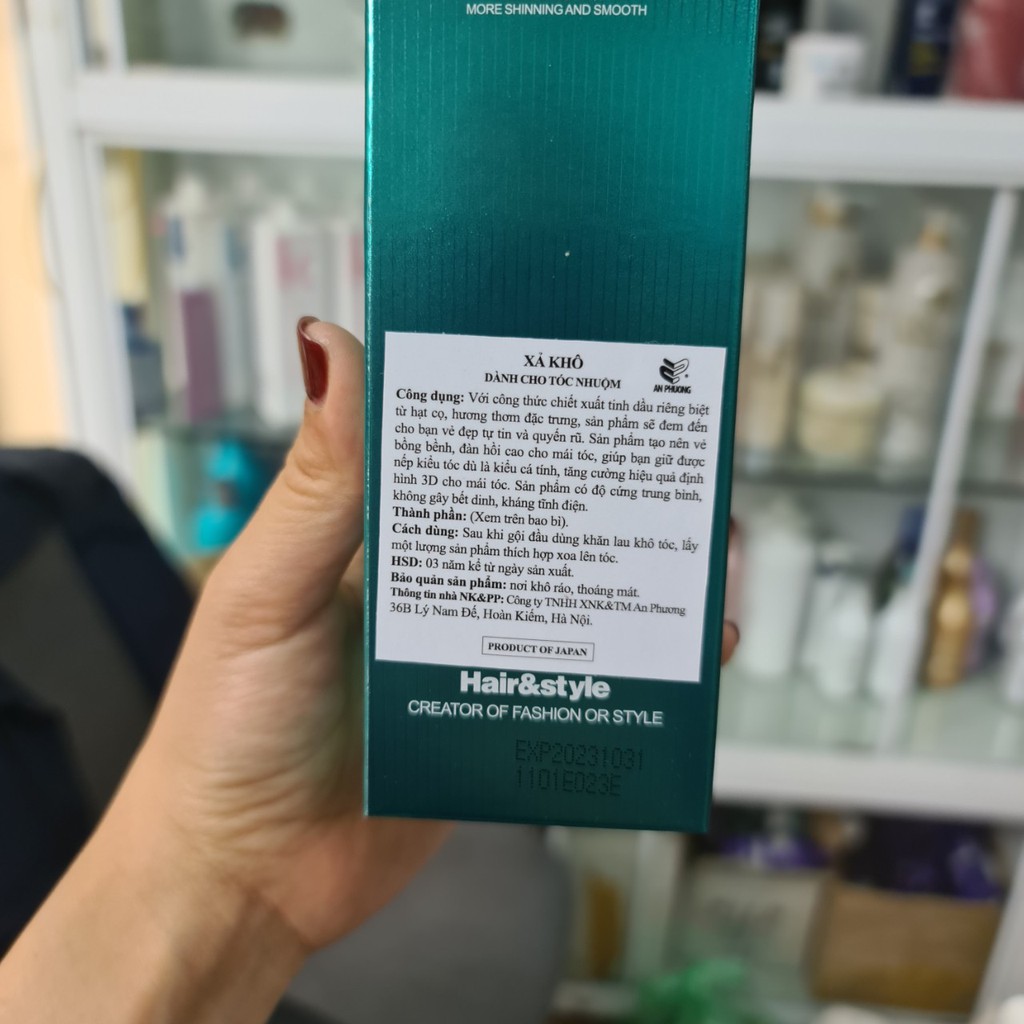 MORE SHINNING AND SMOOTH
XẢ KHÔ
DÀNH CHO TÓC NHUỘM
AN PHƯƠNG
Công dụng: Với công thức chiết xuất tinh dầu riêng biệt
từ hạt cọ, hương thơm đặc trưng, sản phẩm sẽ đem đến
cho bạn vẻ đẹp tự tin và quyến rũ. Sản phẩm tạo nên vẻ
bồng bềnh, đàn hồi cao cho mái tóc, giúp bạn giữ được
nếp kiểu tóc dù là kiểu cá tính, tăng cường hiệu quả định
hình 3D cho mái tóc. Sản phẩm có độ cứng trung bình,
không gây bết dính, kháng tĩnh điện.
Thành phần: (Xem trên bao bì).
Cách dùng: Sau khi gội đầu dùng khăn lau khô tóc, lấy
một lượng sản phẩm thích hợp xoa lên tóc.
HSD: 03 năm kể từ ngày sản xuất.
Bảo quản sản phẩm: nơi khô ráo, thoáng mát.
Thông tin nhà NK&PP: Công ty TNHH XNK&TM An Phương
36B Lý Nam Đế, Hoàn Kiếm, Hà Nội.
PRODUCT OF JAPAN
Hair&style
CREATOR OF FASHION OR STYLE
EXP20231031
1101E023E